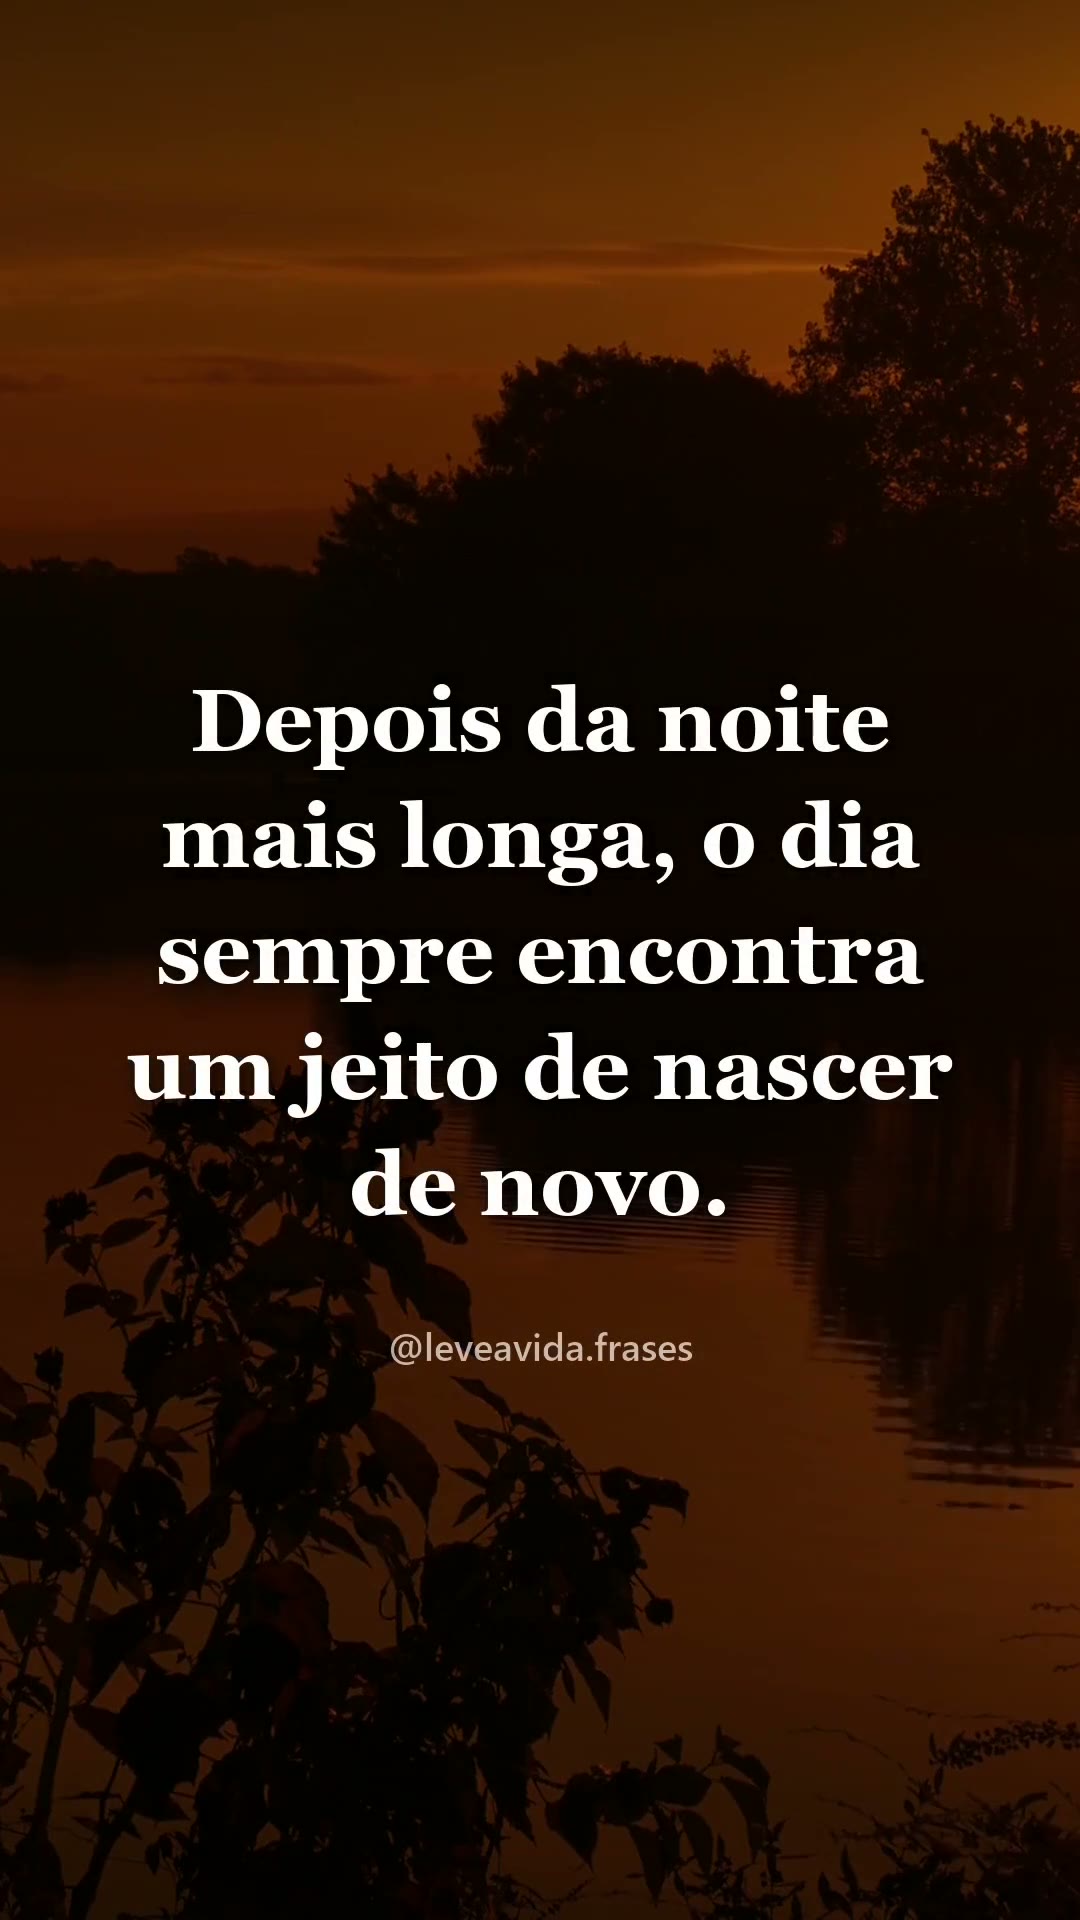 Depois da noite
mais longa, o dia
sempre encontra
um jeito de nascer
de novo.
@leveavida.frases